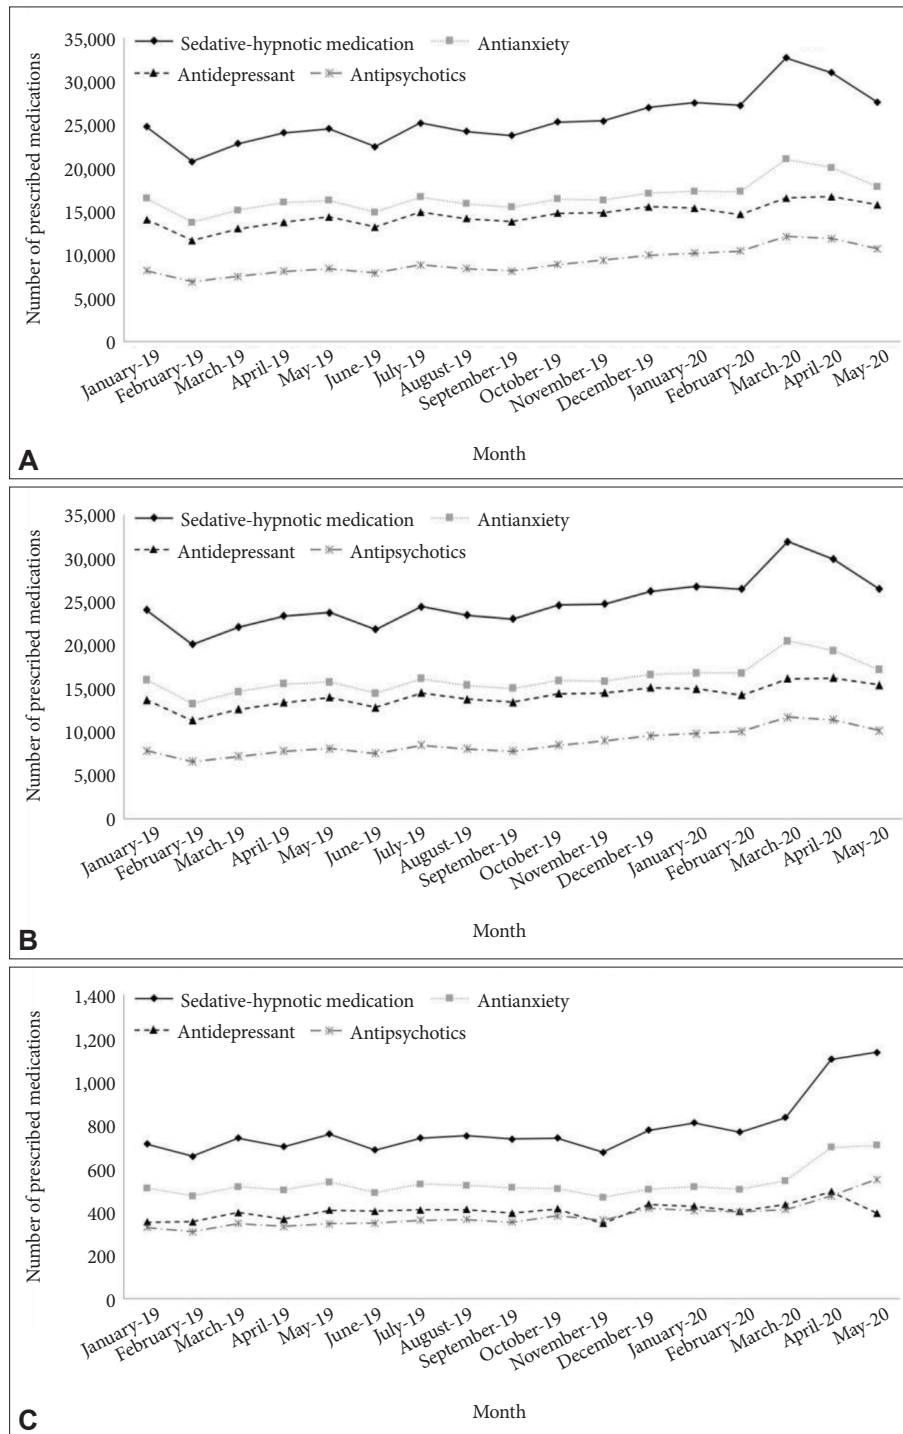 35,000
30,000
25,000
20,000
15,000
10,000
5,000
0
Number of prescribed medications
Sedative-hypnotic medication
Antianxiety
Antidepressant
Antipsychotics
January-19
February-19
March-19
April-19
May-19
June-19
July-19
August-19
September-19
October-19
November-19
December-19
January-20
February-20
March-20
April-20
May-20
Month
A
35,000
30,000
25,000
20,000
15,000
10,000
5,000
0
Number of prescribed medications
Sedative-hypnotic medication
Antianxiety
Antidepressant
Antipsychotics
January-19
February-19
March-19
April-19
May-19
June-19
July-19
August-19
September-19
October-19
November-19
December-19
January-20
February-20
March-20
April-20
May-20
Month
B
1,400
1,200
1,000
800
600
400
200
0
Number of prescribed medications
Sedative-hypnotic medication
Antianxiety
Antidepressant
Antipsychotics
January-19
February-19
March-19
April-19
May-19
June-19
July-19
August-19
September-19
October-19
November-19
December-19
January-20
February-20
March-20
April-20
May-20
Month
C